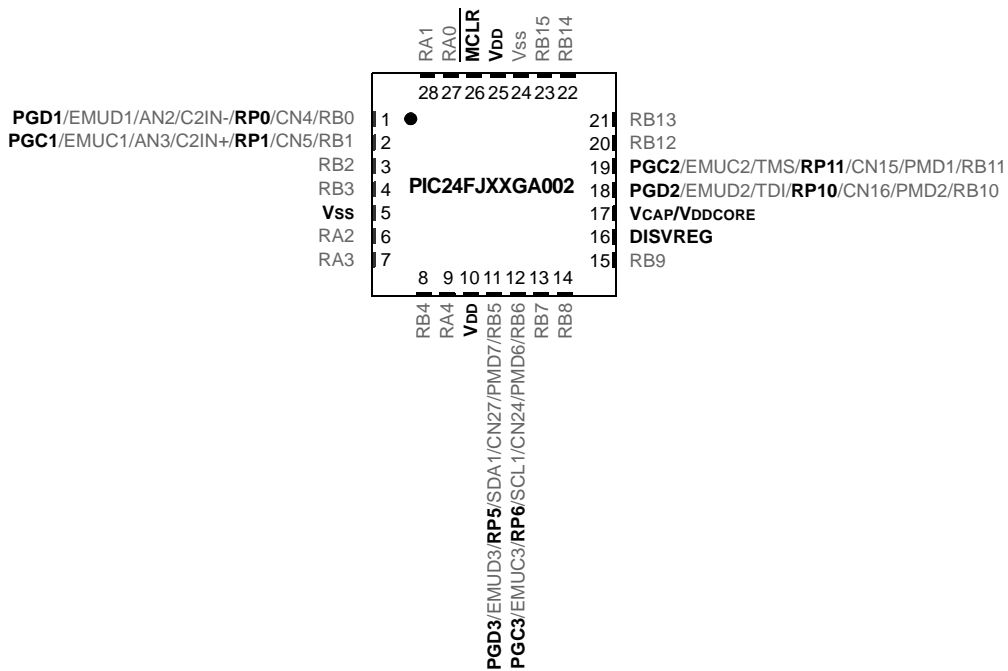 RA1
RA0
MCLR
VDD
Vss
RB15
RB14
28 27 26 25 24 23 22
PGD1/EMUD1/AN2/C2IN-/RP0/CN4/RB0 1
PGC1/EMUC1/AN3/C2IN+/RP1/CN5/RB1 2
RB2 3
RB3 4
Vss 5
RA2 6
RA3 7
PIC24FJXXGA002
21 RB13
20 RB12
19 PGC2/EMUC2/TMS/RP11/CN15/PMD1/RB11
18 PGD2/EMUD2/TDI/RP10/CN16/PMD2/RB10
17 VCAP/VDDCORE
16 DISVREG
15 RB9
8 9 10 11 12 13 14
RB4
RA4
VDD
PGD3/EMUD3/RP5/SDA1/CN27/PMD7/RB5
PGC3/EMUC3/RP6/SCL1/CN24/PMD6/RB6
RB7
RB8